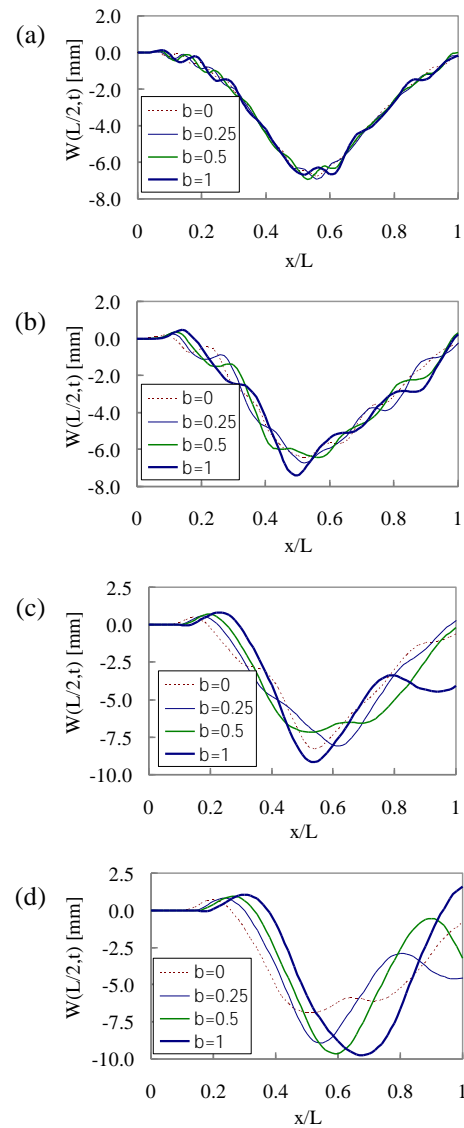 (a)
W(L/2,t) [mm]
2.0
0.0
-2.0
-4.0
-6.0
-8.0
b=0
b=0.25
b=0.5
b=1
0 0.2 0.4 0.6 0.8 1
x/L
(b)
W(L/2,t) [mm]
2.0
0.0
-2.0
-4.0
-6.0
-8.0
b=0
b=0.25
b=0.5
b=1
0 0.2 0.4 0.6 0.8 1
x/L
(c)
W(L/2,t) [mm]
2.5
0.0
-2.5
-5.0
-7.5
-10.0
b=0
b=0.25
b=0.5
b=1
0 0.2 0.4 0.6 0.8 1
x/L
(d)
W(L/2,t) [mm]
2.5
0.0
-2.5
-5.0
-7.5
-10.0
b=0
b=0.25
b=0.5
b=1
0 0.2 0.4 0.6 0.8 1
x/L